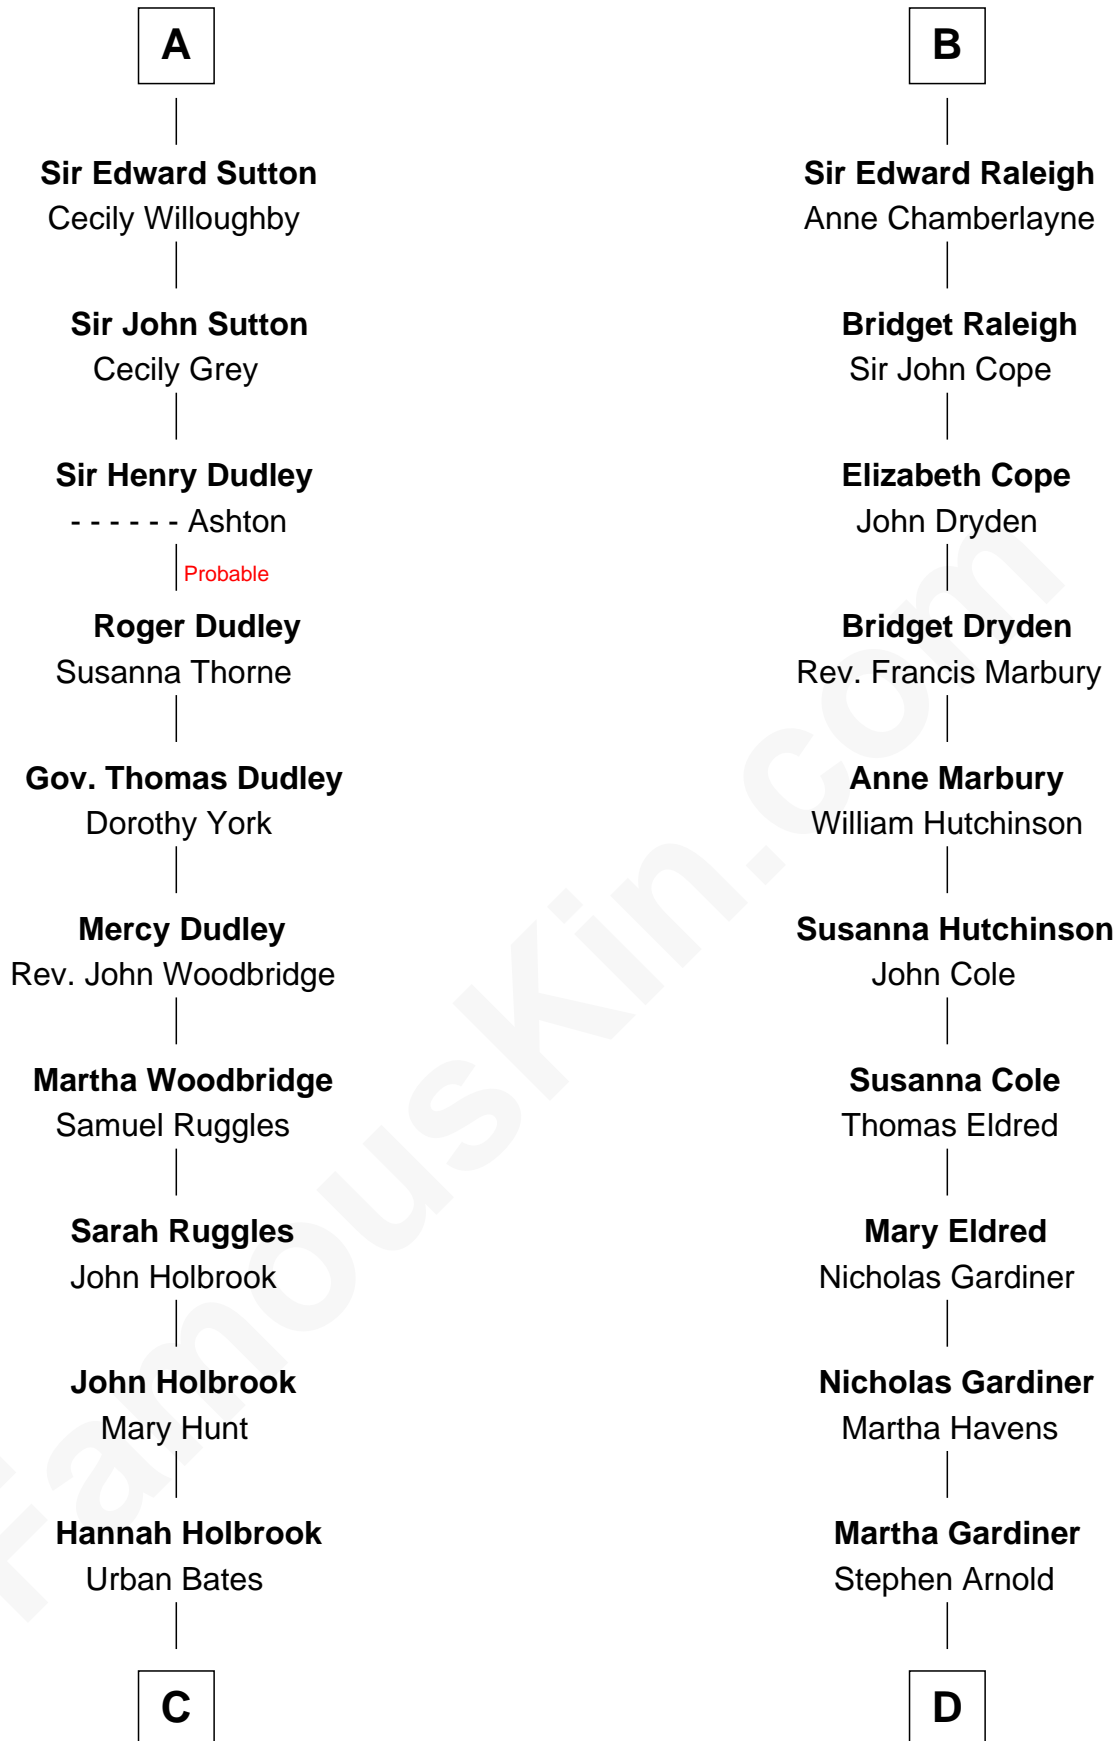 A
Sir Edward Sutton
Cecily Willoughby
Sir John Sutton
Cecily Grey
Sir Henry Dudley
- - - - - - Ashton
Probable
Roger Dudley
Susanna Thorne
Gov. Thomas Dudley
Dorothy York
Mercy Dudley
Rev. John Woodbridge
Martha Woodbridge
Samuel Ruggles
Sarah Ruggles
John Holbrook
John Holbrook
Mary Hunt
Hannah Holbrook
Urban Bates
C
B
Sir Edward Raleigh
Anne Chamberlayne
Bridget Raleigh
Sir John Cope
Elizabeth Cope
John Dryden
Bridget Dryden
Rev. Francis Marbury
Anne Marbury
William Hutchinson
Susanna Hutchinson
John Cole
Susanna Cole
Thomas Eldred
Mary Eldred
Nicholas Gardiner
Nicholas Gardiner
Martha Havens
Martha Gardiner
Stephen Arnold
D
FamousKin.com